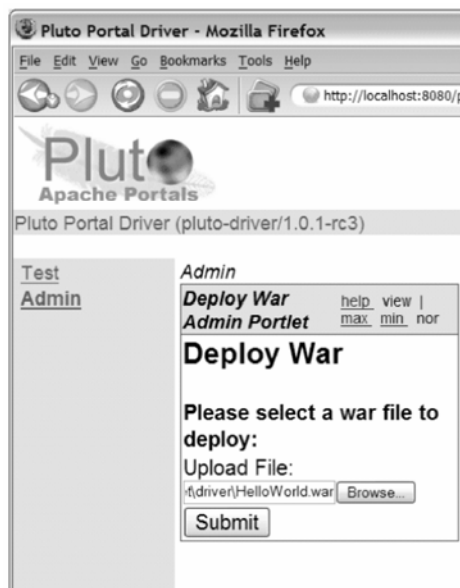 Pluto Portal Driver - Mozilla Firefox
File Edit View Go Bookmarks Tools Help
http://localhost:8080/p
Pluto
Apache Portals
Pluto Portal Driver (pluto-driver/1.0.1-rc3)
Test
Admin
Admin
Deploy War help view |
Admin Portlet max min nor
Deploy War
Please select a war file to
deploy:
Upload File:
t\driver\HelloWorld.war Browse...
Submit